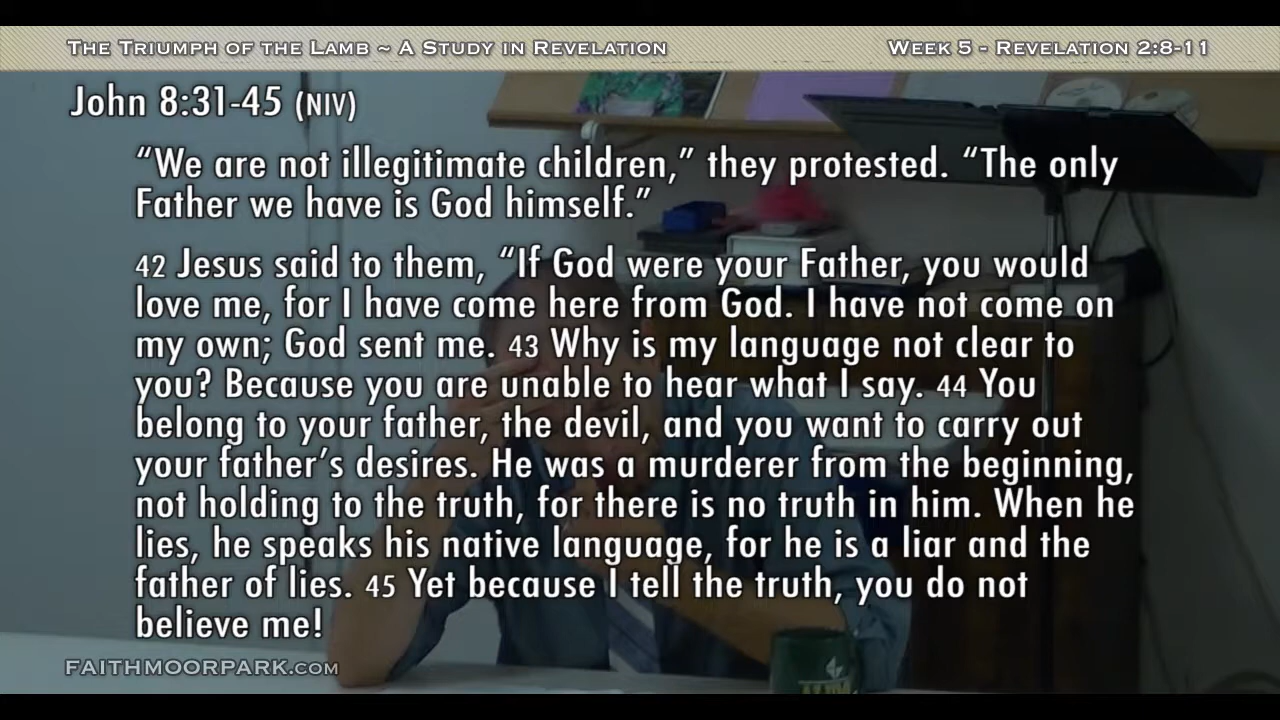 The Triumph of the Lamb ~ A Study in Revelation
Week 5 - Revelation 2:8-11
John 8:31-45 (NIV)
“We are not illegitimate children,” they protested. “The only
Father we have is God himself.”
42 Jesus said to them, “If God were your Father, you would
love me, for I have come here from God. I have not come on
my own; God sent me. 43 Why is my language not clear to
you? Because you are unable to hear what I say. 44 You
belong to your father, the devil, and you want to carry out
your father’s desires. He was a murderer from the beginning,
not holding to the truth, for there is no truth in him. When he
lies, he speaks his native language, for he is a liar and the
father of lies. 45 Yet because I tell the truth, you do not
believe me!
FAITHMOORPARK.COM